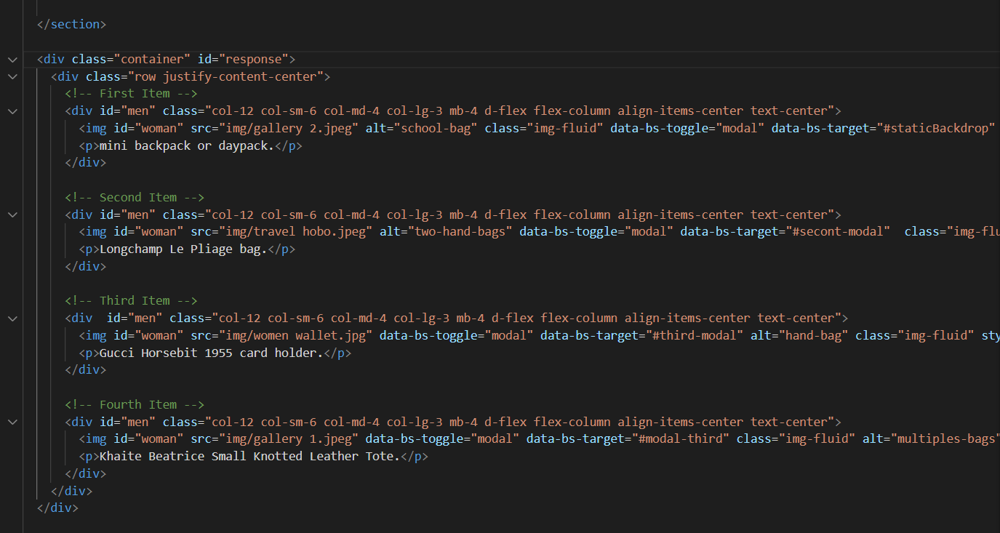 </section>
<div class="container" id="response">
<div class="row justify-content-center">
<!-- First Item -->
<div id="men" class="col-12 col-sm-6 col-md-4 col-lg-3 mb-4 d-flex flex-column align-items-center text-center">
<img id="woman" src="img/gallery 2.jpeg" alt="school-bag" class="img-fluid" data-bs-toggle="modal" data-bs-target="#staticBackdrop"
<p>mini backpack or daypack.</p>
</div>
<!-- Second Item -->
<div id="men" class="col-12 col-sm-6 col-md-4 col-lg-3 mb-4 d-flex flex-column align-items-center text-center">
<img id="woman" src="img/travel hobo.jpeg" alt="two-hand-bags" data-bs-toggle="modal" data-bs-target="#secont-modal"  class="img-flu
<p>Longchamp Le Pliage bag.</p>
</div>
<!-- Third Item -->
<div  id="men" class="col-12 col-sm-6 col-md-4 col-lg-3 mb-4 d-flex flex-column align-items-center text-center">
<img id="woman" src="img/women wallet.jpg" data-bs-toggle="modal" data-bs-target="#third-modal" alt="hand-bag" class="img-fluid" sty
<p>Gucci Horsebit 1955 card holder.</p>
</div>
<!-- Fourth Item -->
<div id="men" class="col-12 col-sm-6 col-md-4 col-lg-3 mb-4 d-flex flex-column align-items-center text-center">
<img id="woman" src="img/gallery 1.jpeg" data-bs-toggle="modal" data-bs-target="#modal-third" class="img-fluid" alt="multiples-bags"
<p>Khaite Beatrice Small Knotted Leather Tote.</p>
</div>
</div>
</div>